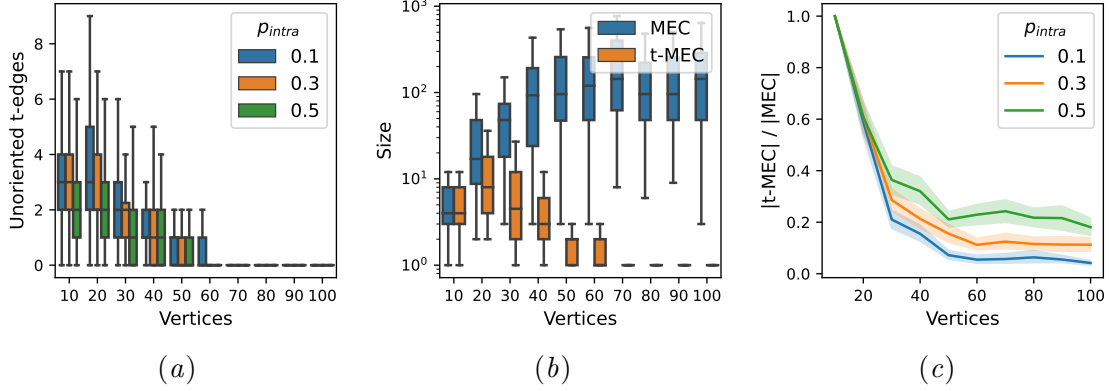 Unoriented t-edges
8
6
4
2
0
p_intra
0.1
0.3
0.5
10 20 30 40 50 60 70 80 90 100
Vertices
(a)
Size
10^3
10^2
10^1
10^0
MEC
t-MEC
10 20 30 40 50 60 70 80 90 100
Vertices
(b)
|t-MEC| / |MEC|
1.0
0.8
0.6
0.4
0.2
0.0
p_intra
0.1
0.3
0.5
20 40 60 80 100
Vertices
(c)